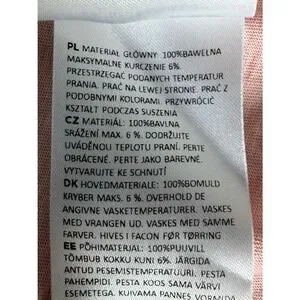 PL MATERIAŁ GŁÓWNY: 100%BAWEŁNA
MAKSYMALNE KURCZENIE 6%.
PRZESTRZEGAĆ PODANYCH TEMPERATUR
PRANIA. PRAĆ NA LEWEJ STRONIE. PRAĆ Z
PODOBNYMI KOLORAMI. PRZYWRÓCIĆ
KSZTAŁT PODCZAS SUSZENIA
CZ MATERIÁL: 100%BAVLNA
SRÁŽENÍ MAX. 6 %. DODRŽUJTE
UVÁDĚNOU TEPLOTU PRANÍ. PERTE
OBRÁCENÉ. PERTE JAKO BAREVNÉ.
VYTVARUJTE KE SCHNUTÍ
DK HOVEDMATERIALE: 100%BOMULD
KRYBER MAKS. 6 %. OVERHOLD DE
ANGIVNE VASKETEMPERATURER. VASKES
MED VRANGEN UD. VASKES MED SAMME
FARVER. HIVES I FACON FØR TØRRING
EE PÕHIMATERJAL: 100%PUUVILL
TÕMBUB KOKKU KUNI 6%. JÄRGIDA
ANTUD PESEMISTEMPERATUURI. PESTA
PAHEMPIDI. PESTA KOOS SAMA VÄRVI
ESEMETEGA. KUIVAMA PANNES VORMIDA